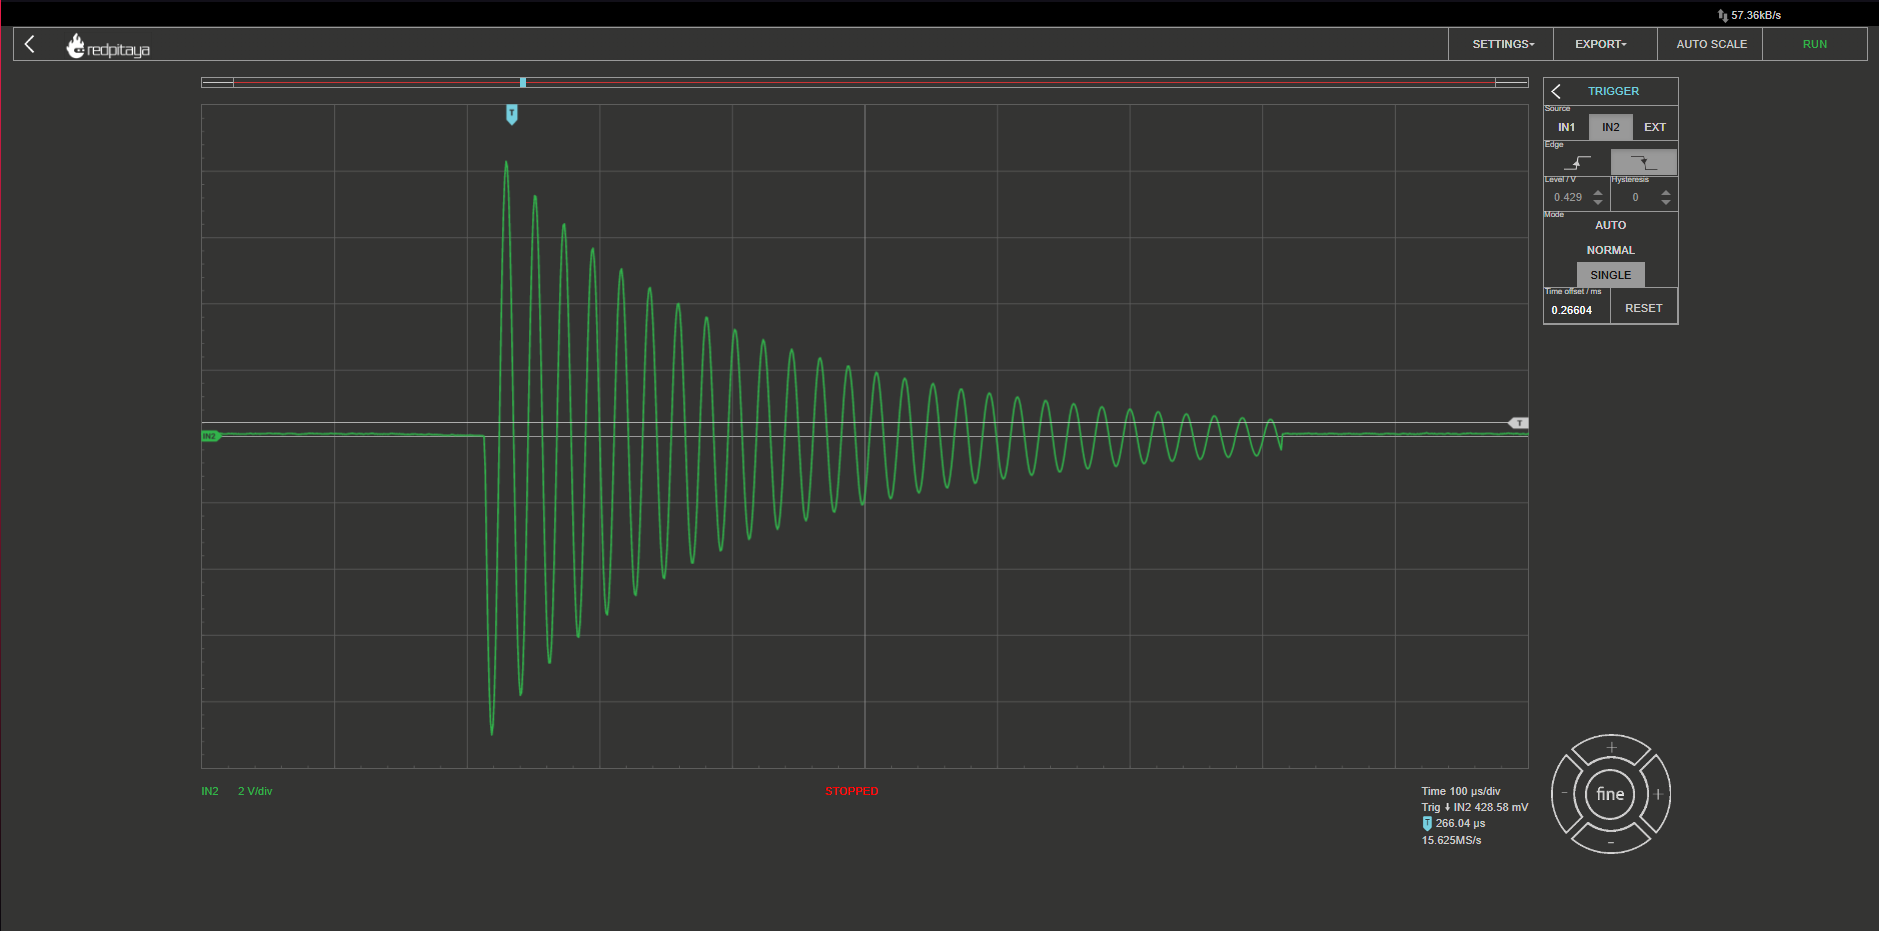 57.36kB/s
redpitaya
SETTINGS
EXPORT
AUTO SCALE
RUN
TRIGGER
Source
IN1 IN2 EXT
Edge
Level / V Hysteresis
0.429 0
Mode
AUTO
NORMAL
SINGLE
Time offset / ms
0.26604 RESET
T
T
IN2
IN2 2 V/div
STOPPED
Time 100 µs/div
Trig IN2 428.58 mV
T 266.04 µs
15.625MS/s
+
- fine +
-